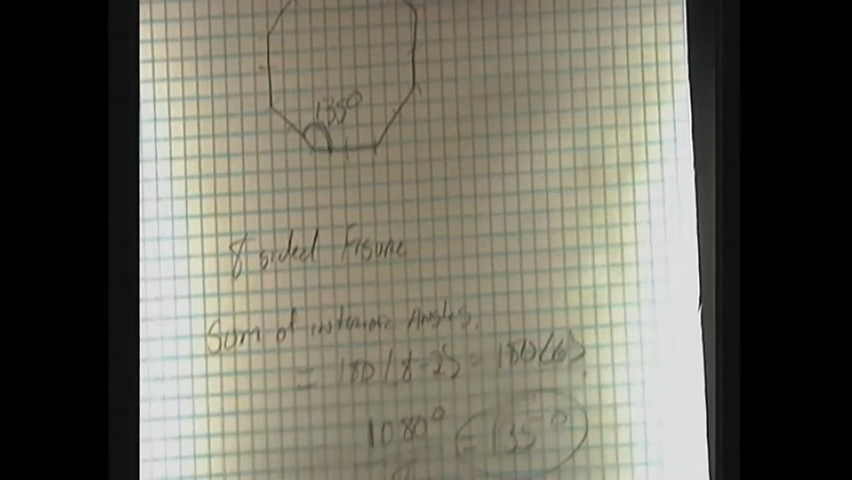 135°
8 sided Figure
Sum of interior Angles.
= 180(8-2) = 180(6)
1080° = 135°